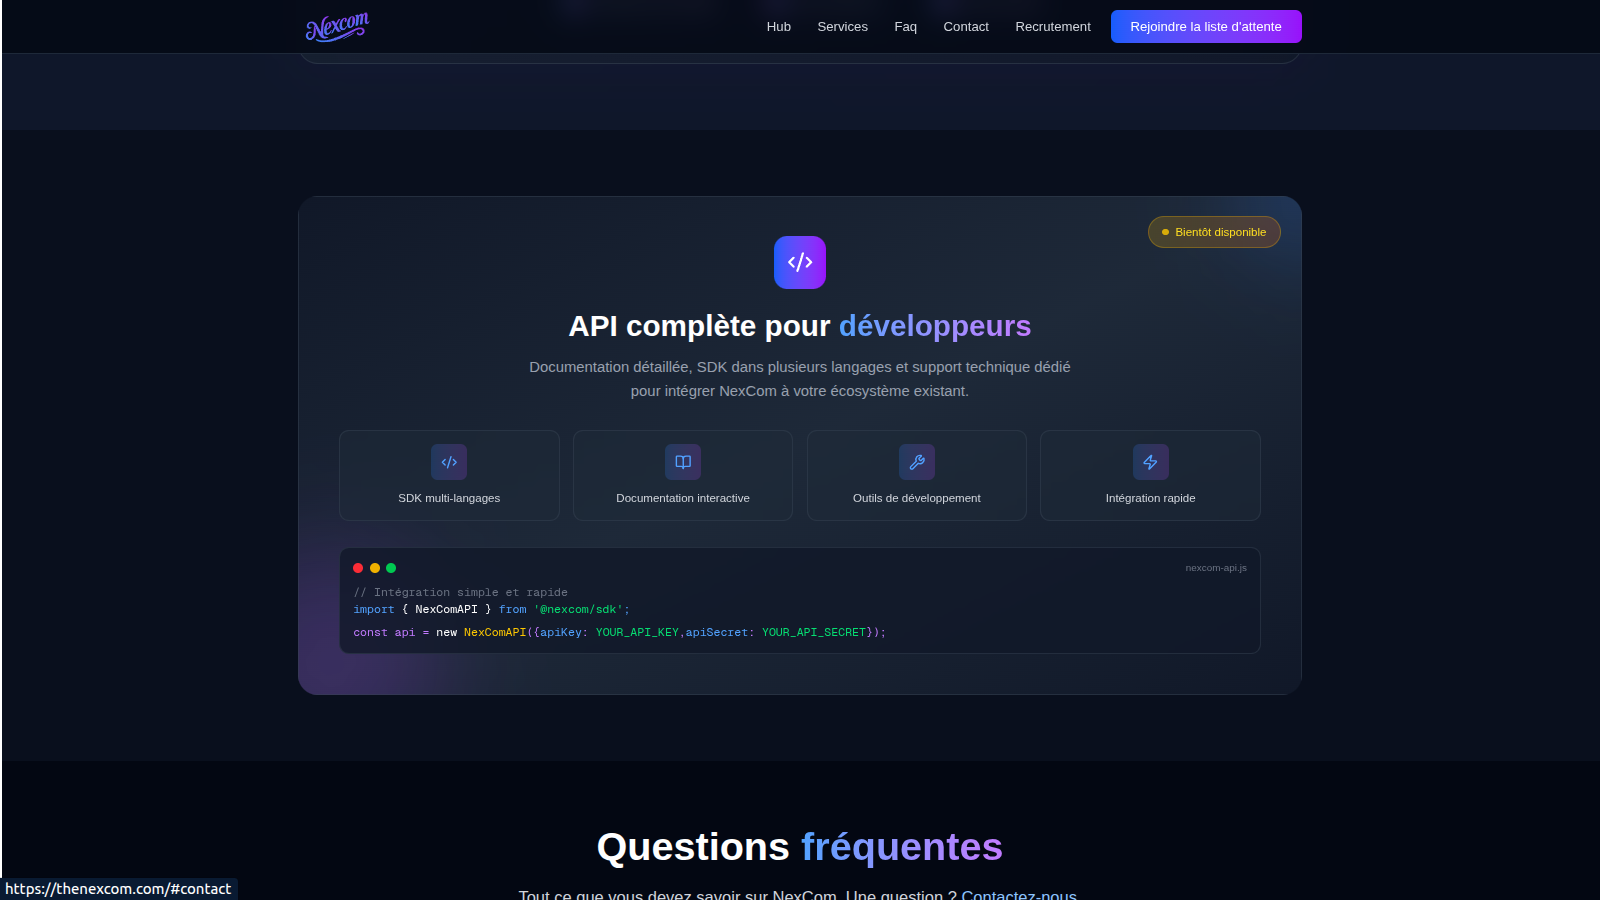 Nexcom
Hub
Services
Faq
Contact
Recrutement
Rejoindre la liste d'attente
Bientôt disponible
</>
API complète pour développeurs
Documentation détaillée, SDK dans plusieurs langages et support technique dédié
pour intégrer NexCom à votre écosystème existant.
SDK multi-langages
Documentation interactive
Outils de développement
Intégration rapide
nexcom-api.js
// Intégration simple et rapide
import { NexComAPI } from '@nexcom/sdk';
const api = new NexComAPI({apiKey: YOUR_API_KEY,apiSecret: YOUR_API_SECRET});
Questions fréquentes
Tout ce que vous devez savoir sur NexCom. Une question ? Contactez-nous
https://thenexcom.com/#contact